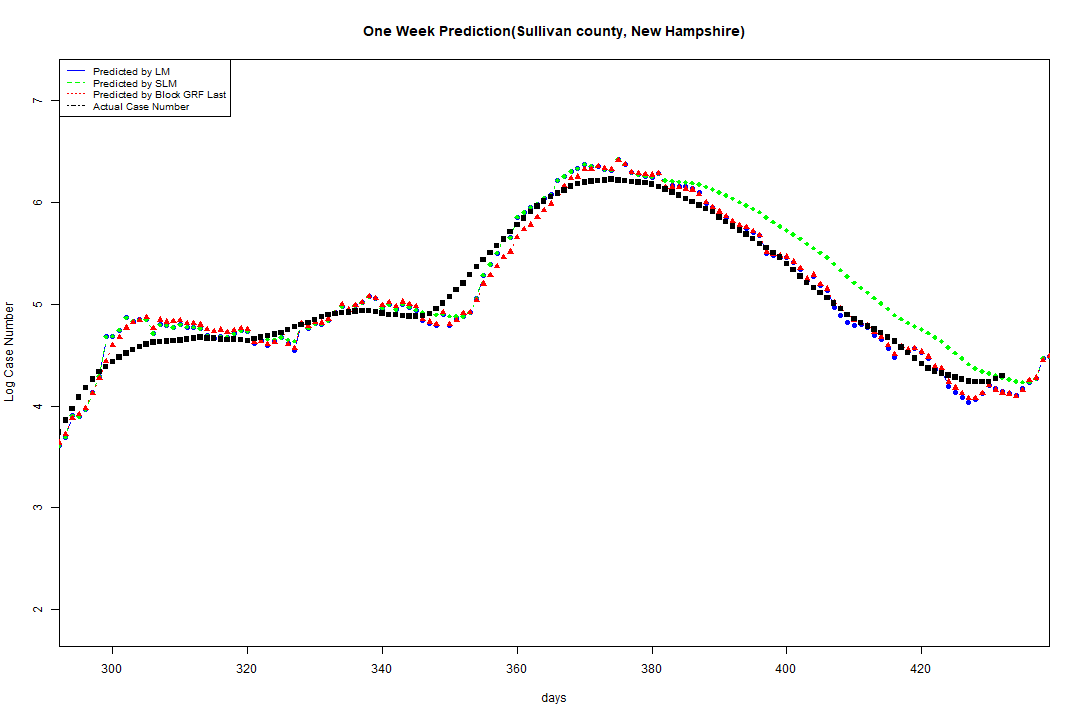 One Week Prediction(Sullivan county, New Hampshire)
Predicted by LM
Predicted by SLM
Predicted by Block GRF Last
Actual Case Number
7
6
5
4
3
2
Log Case Number
300 320 340 360 380 400 420
days